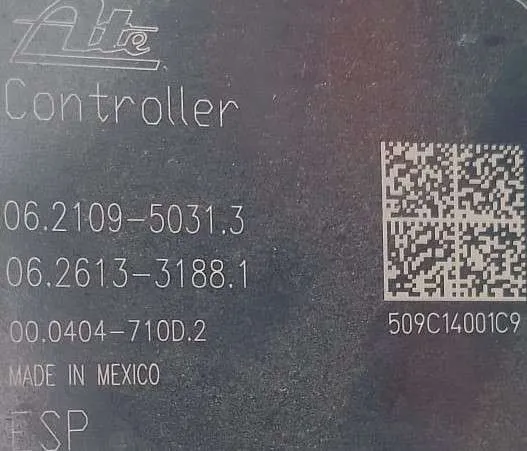 Ate
Controller
06.2109-5031.3
06.2613-3188.1
00.0404-710D.2
509C14001C9
MADE IN MEXICO
ESP